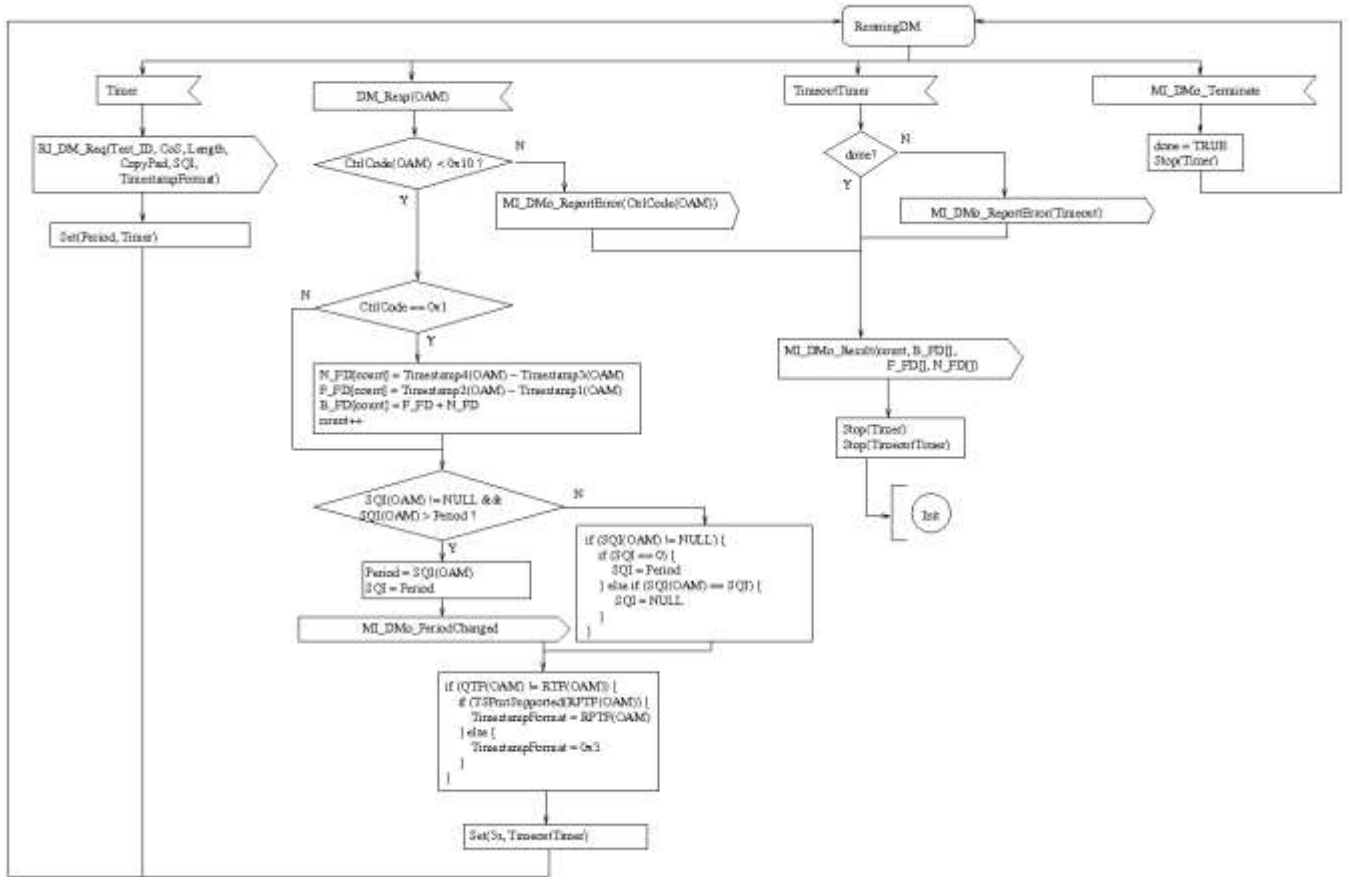 RunningDM
Timer
DM_Resp(OAM)
TimeoutTimer
MI_DMo_Terminate
RI_DM_Req(Test_ID, CoS, Length,
CopyPad, SQI,
TimestampFormat)
Set(Period, Timer)
CtrlCode(OAM) < 0x10 ?
N
Y
MI_DMo_ReportError(CtrlCode(OAM))
done?
N
Y
MI_DMo_ReportError(Timeout)
done = TRUE
Stop(Timer)
CtrlCode == 0x1
N
Y
N_FD[count] = Timestamp4(OAM) – Timestamp3(OAM)
F_FD[count] = Timestamp2(OAM) – Timestamp1(OAM)
B_FD[count] = F_FD + N_FD
count++
MI_DMo_Result(count, B_FD[],
F_FD[], N_FD[])
Stop(Timer)
Stop(TimeoutTimer)
Init
SQI(OAM) != NULL &&
SQI(OAM) > Period ?
N
Y
Period = SQI(OAM)
SQI = Period
MI_DMo_PeriodChanged
if (SQI(OAM) != NULL) {
if (SQI == 0) {
SQI = Period
} else if (SQI(OAM) == SQI) {
SQI = NULL
}
}
if (QTF(OAM) != RTF(OAM)) {
if (TSFmtSupported(RPTF(OAM)) {
TimestampFormat = RPTF(OAM)
} else {
TimestampFormat = 0x3
}
}
Set(5s, TimeoutTimer)